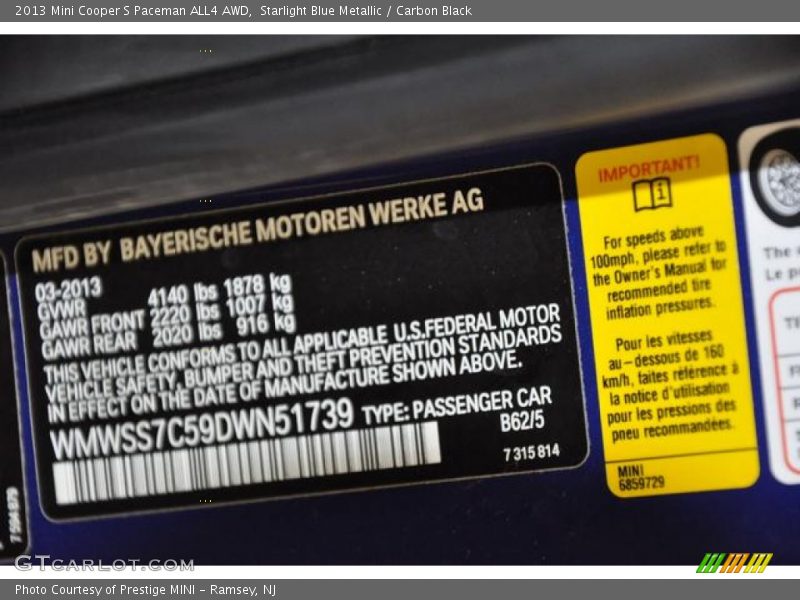 2013 Mini Cooper S Paceman ALL4 AWD,  Starlight Blue Metallic / Carbon Black
MFD BY BAYERISCHE MOTOREN WERKE AG
03-2013
GVWR 4140 lbs 1878 kg
GAWR FRONT 2220 lbs 1007 kg
GAWR REAR 2020 lbs 916 kg
THIS VEHICLE CONFORMS TO ALL APPLICABLE U.S.FEDERAL MOTOR
VEHICLE SAFETY, BUMPER AND THEFT PREVENTION STANDARDS
IN EFFECT ON THE DATE OF MANUFACTURE SHOWN ABOVE.
WMWSS7C59DWN51739 TYPE: PASSENGER CAR
B62/5
7 315 814
IMPORTANT!
For speeds above
100mph, please refer to
the Owner's Manual for
recommended tire
inflation pressures.
Pour les vitesses
au-dessous de 160
km/h, faites référence à
la notice d'utilisation
pour les pressions des
pneu recommandées.
MINI
6859729
The
Le p
GTCARLOT.COM
Photo Courtesy of Prestige MINI - Ramsey, NJ